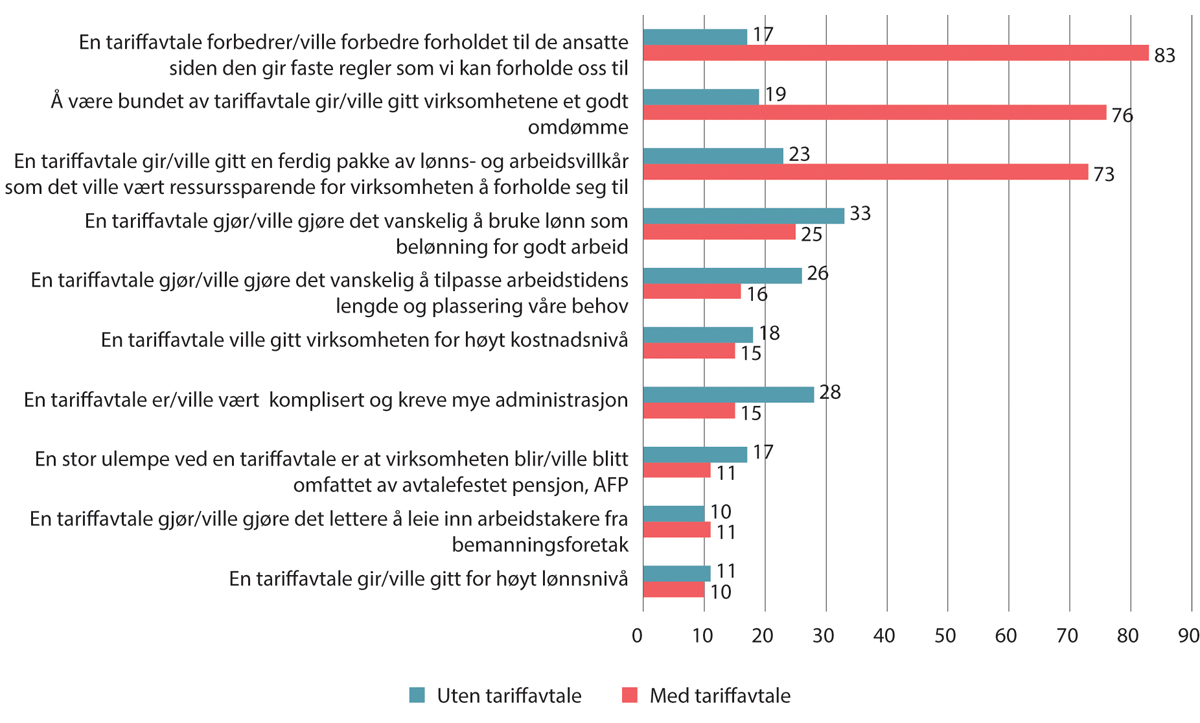 En tariffavtale forbedrer/ville forbedre forholdet til de ansatte
siden den gir faste regler som vi kan forholde oss til
17
83
Å være bundet av tariffavtale gir/ville gitt virksomhetene et godt
omdømme
19
76
En tariffavtale gir/ville gitt en ferdig pakke av lønns- og arbeidsvillkår
som det ville vært ressurssparende for virksomheten å forholde seg til
23
73
En tariffavtale gjør/ville gjøre det vanskelig å bruke lønn som
belønning for godt arbeid
33
25
En tariffavtale gjør/ville gjøre det vanskelig å tilpasse arbeidstidens
lengde og plassering våre behov
26
16
En tariffavtale ville gitt virksomheten for høyt kostnadsnivå
18
15
En tariffavtale er/ville vært komplisert og kreve mye administrasjon
28
15
En stor ulempe ved en tariffavtale er at virksomheten blir/ville blitt
omfattet av avtalefestet pensjon, AFP
17
11
En tariffavtale gjør/ville gjøre det lettere å leie inn arbeidstakere fra
bemanningsforetak
10
11
En tariffavtale gir/ville gitt for høyt lønnsnivå
11
10
0 10 20 30 40 50 60 70 80 90
Uten tariffavtale Med tariffavtale